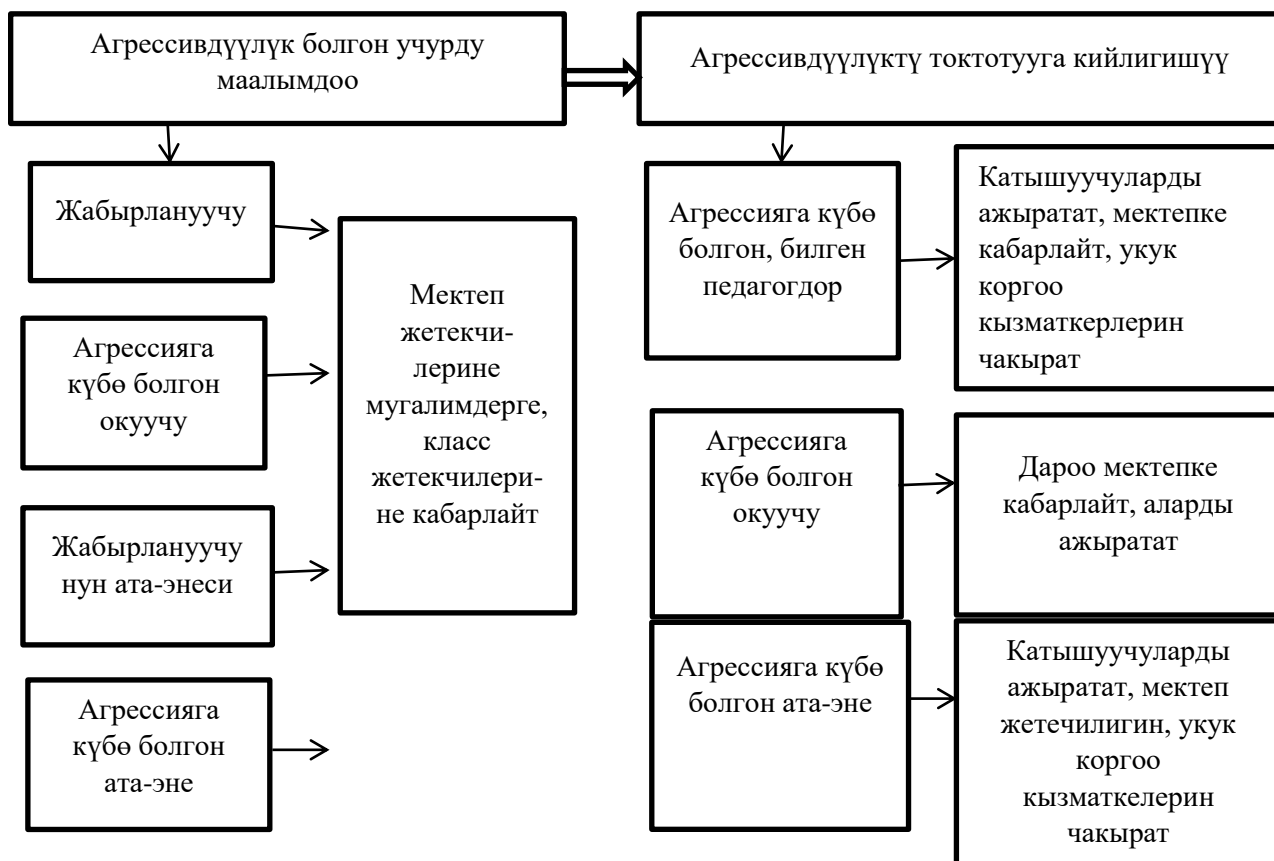 Агрессивдүүлүк болгон учурду
маалымдоо
Агрессивдүүлүктү токтотууга кийлигишүү
Жабырлануучу
Агрессияга
күбө болгон
окуучу
Жабырлануучу
нун ата-энеси
Агрессияга
күбө болгон
ата-эне
Мектеп
жетекчи-
лерине
мугалимдерге,
класс
жетекчилери-
не кабарлайт
Агрессияга күбө
болгон, билген
педагогдор
Катышуучуларды
ажыратат, мектепке
кабарлайт, укук
коргоо
кызматкерлерин
чакырат
Агрессияга
күбө болгон
окуучу
Дароо мектепке
кабарлайт, аларды
ажыратат
Агрессияга күбө
болгон ата-эне
Катышуучуларды
ажыратат, мектеп
жетечилигин, укук
коргоо
кызматкелерин
чакырат